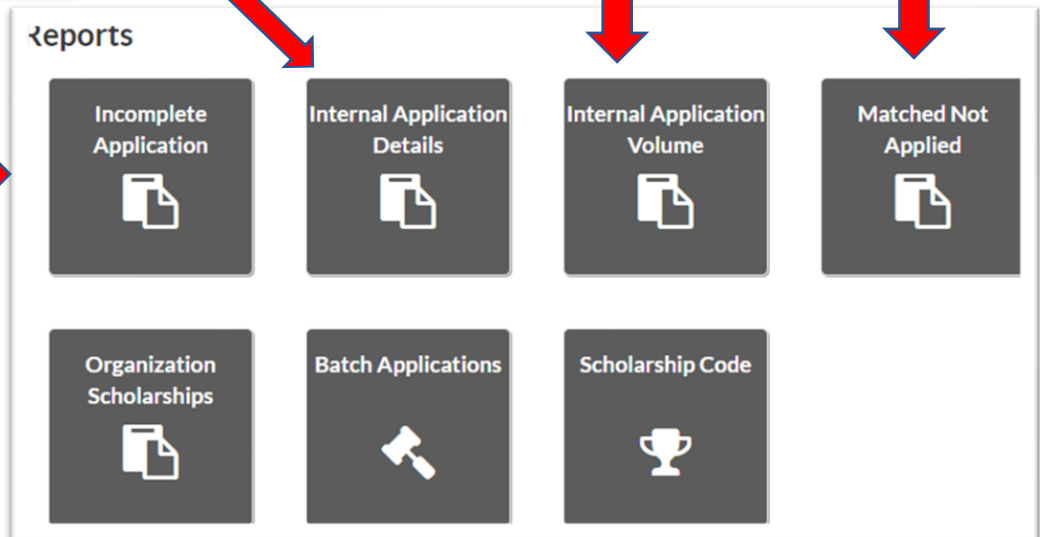 Reports
Incomplete
Application
Internal Application
Details
Internal Application
Volume
Matched Not
Applied
Organization
Scholarships
Batch Applications
Scholarship Code